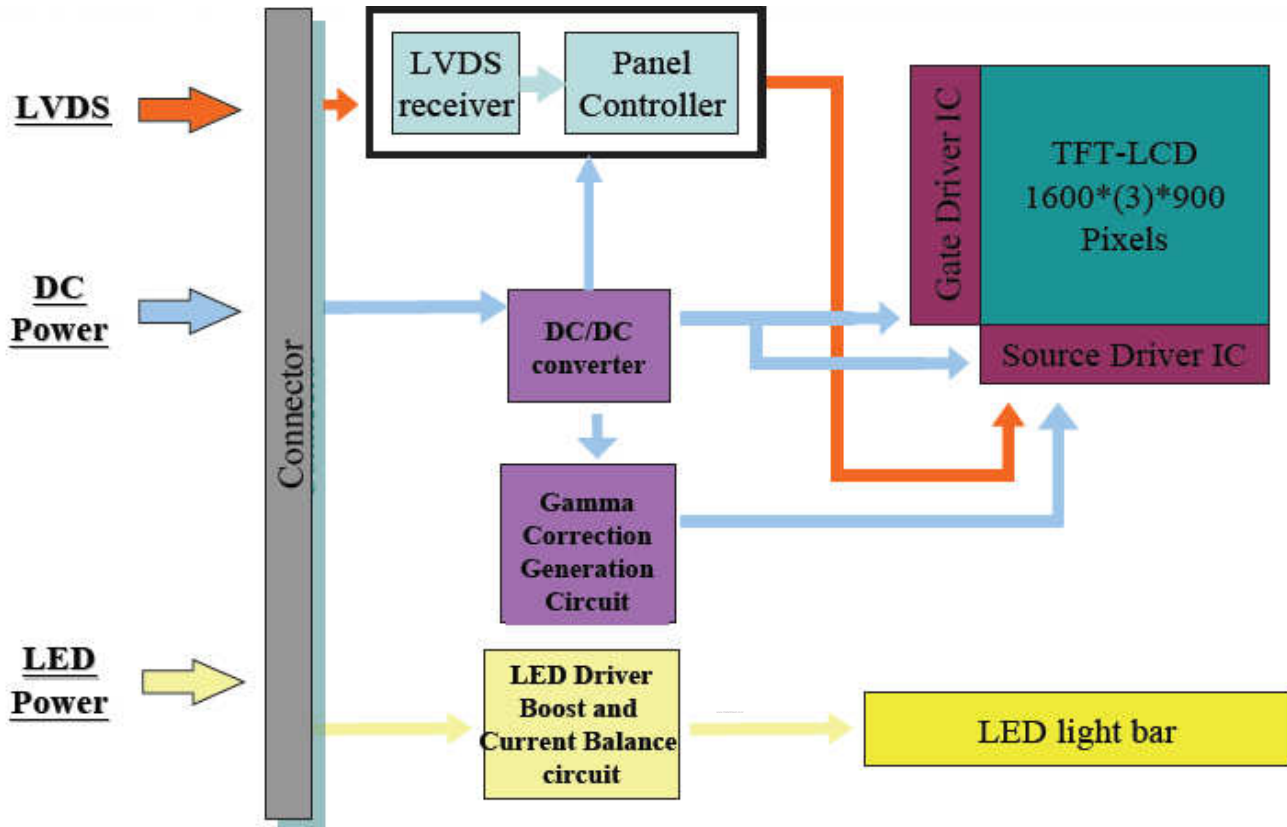 LVDS
DC
Power
LED
Power
Connector
LVDS
receiver
Panel
Controller
DC/DC
converter
Gamma
Correction
Generation
Circuit
LED Driver
Boost and
Current Balance
circuit
Gate Driver IC
TFT-LCD
1600*(3)*900
Pixels
Source Driver IC
LED light bar